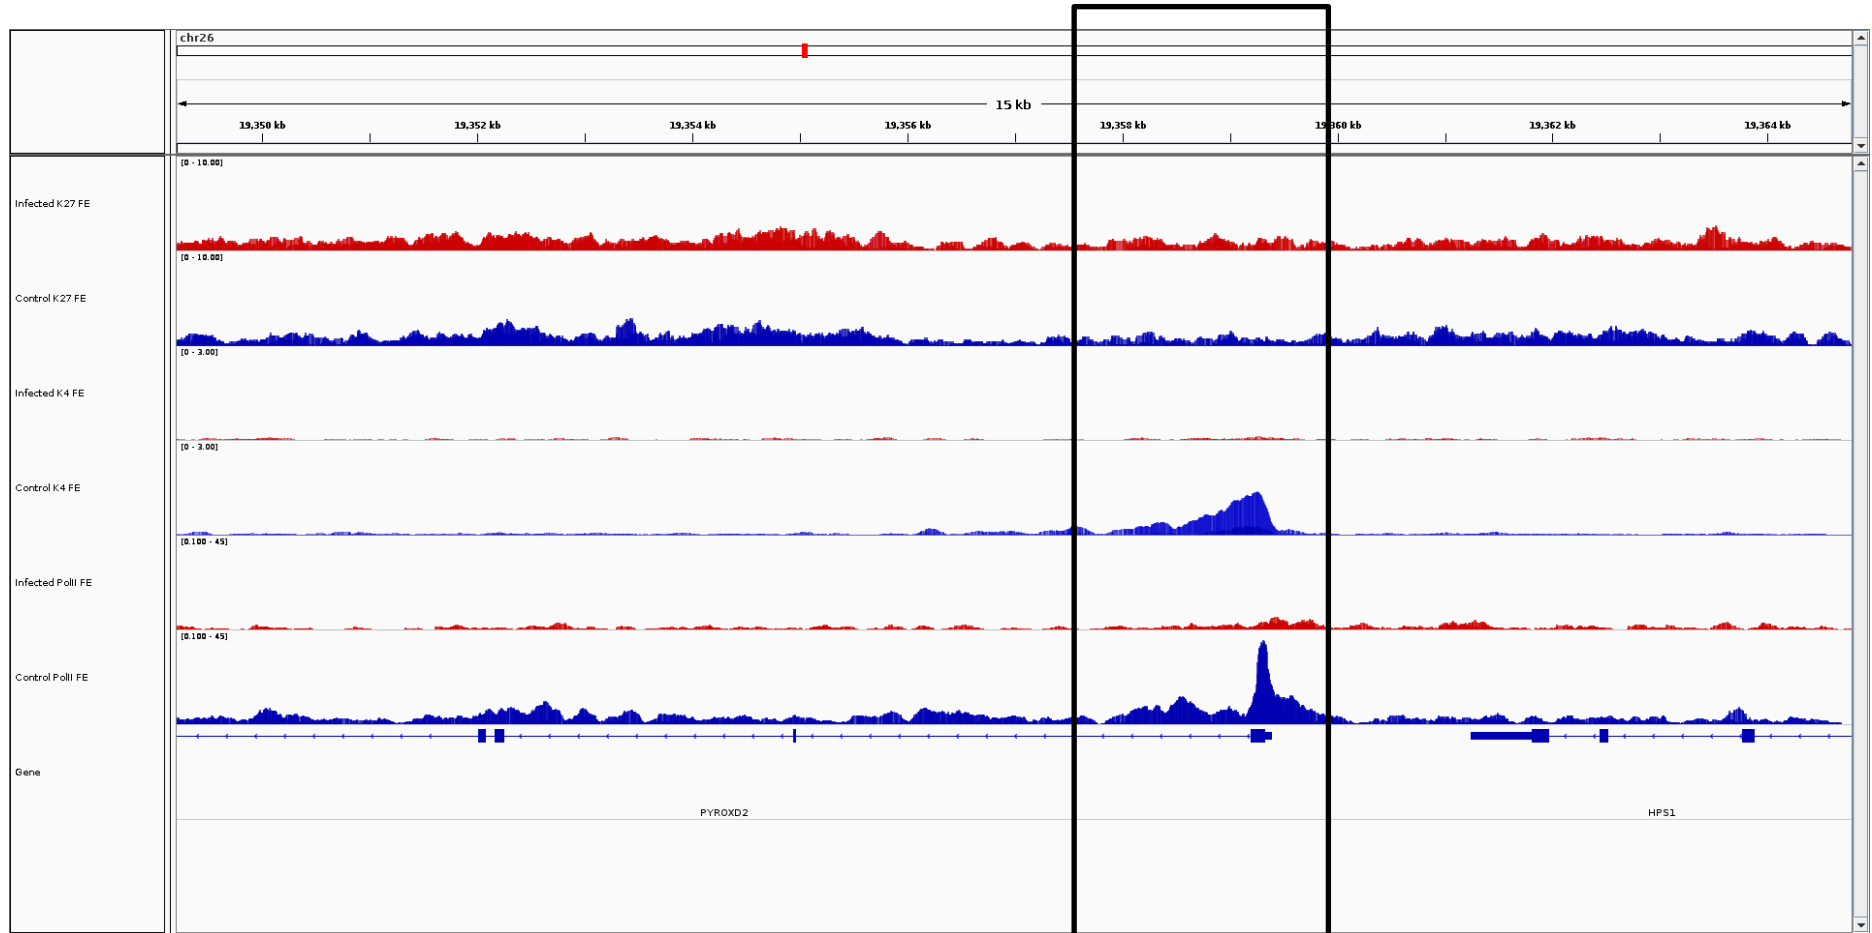 chr26
15 kb
19,350 kb 19,352 kb 19,354 kb 19,356 kb 19,358 kb 19,360 kb 19,362 kb 19,364 kb
[0 - 10.00]
Infected K27 FE
[0 - 10.00]
Control K27 FE
[0 - 3.00]
Infected K4 FE
[0 - 3.00]
Control K4 FE
[0.100 - 45]
Infected PolII FE
[0.100 - 45]
Control PolII FE
Gene
PYROXD2 HPS1